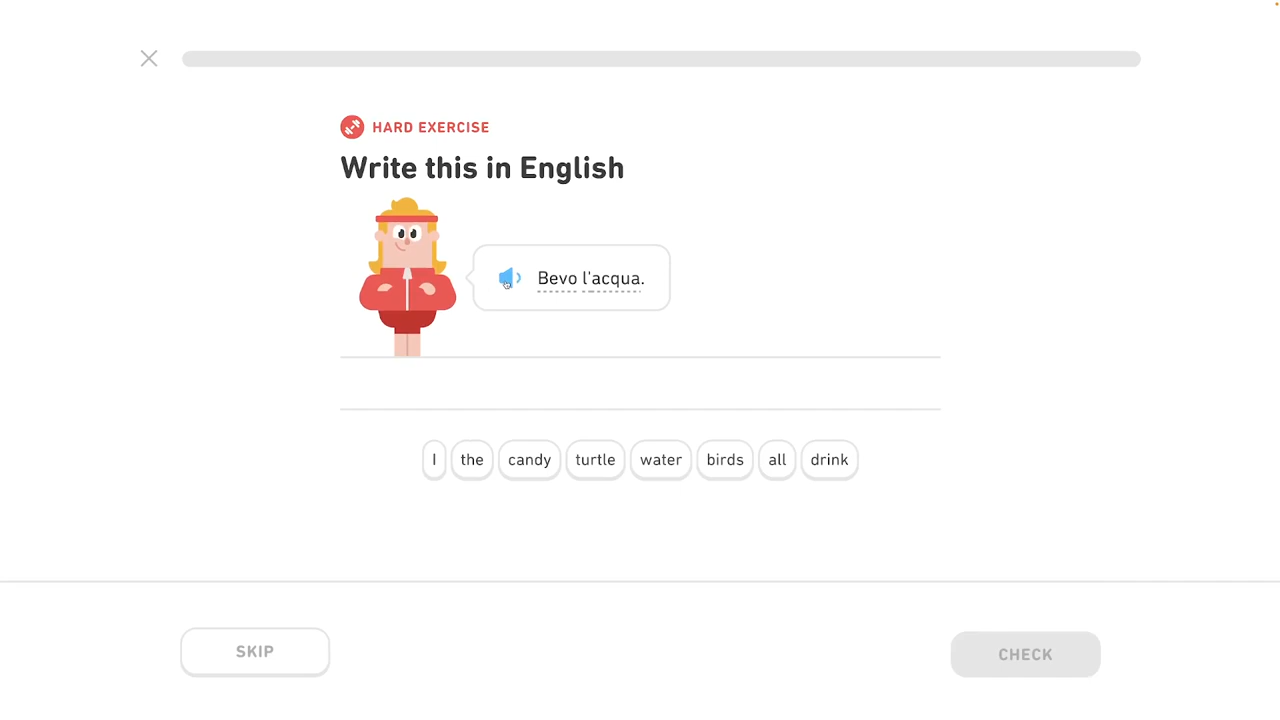 HARD EXERCISE
Write this in English
Bevo l'acqua.
I the candy turtle water birds all drink
SKIP CHECK